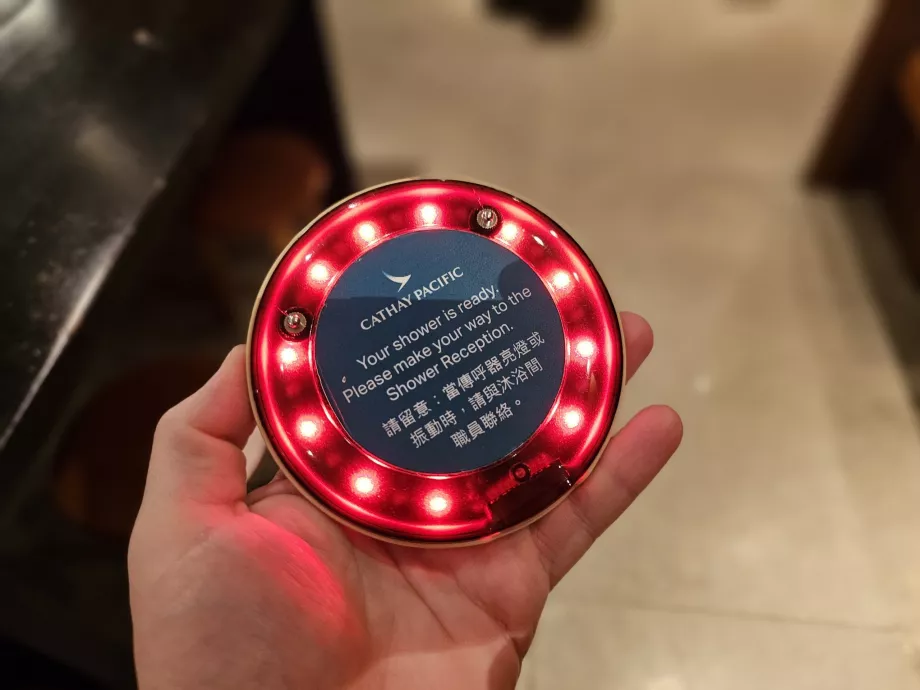 CATHAY PACIFIC
Your shower is ready.
Please make your way to the
Shower Reception.
請留意：當傳呼器亮燈或
振動時，請與沐浴間
職員聯絡。